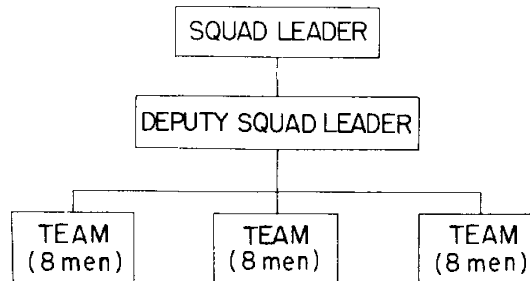 SQUAD LEADER
DEPUTY SQUAD LEADER
TEAM
(8 men)
TEAM
(8 men)
TEAM
(8 men)